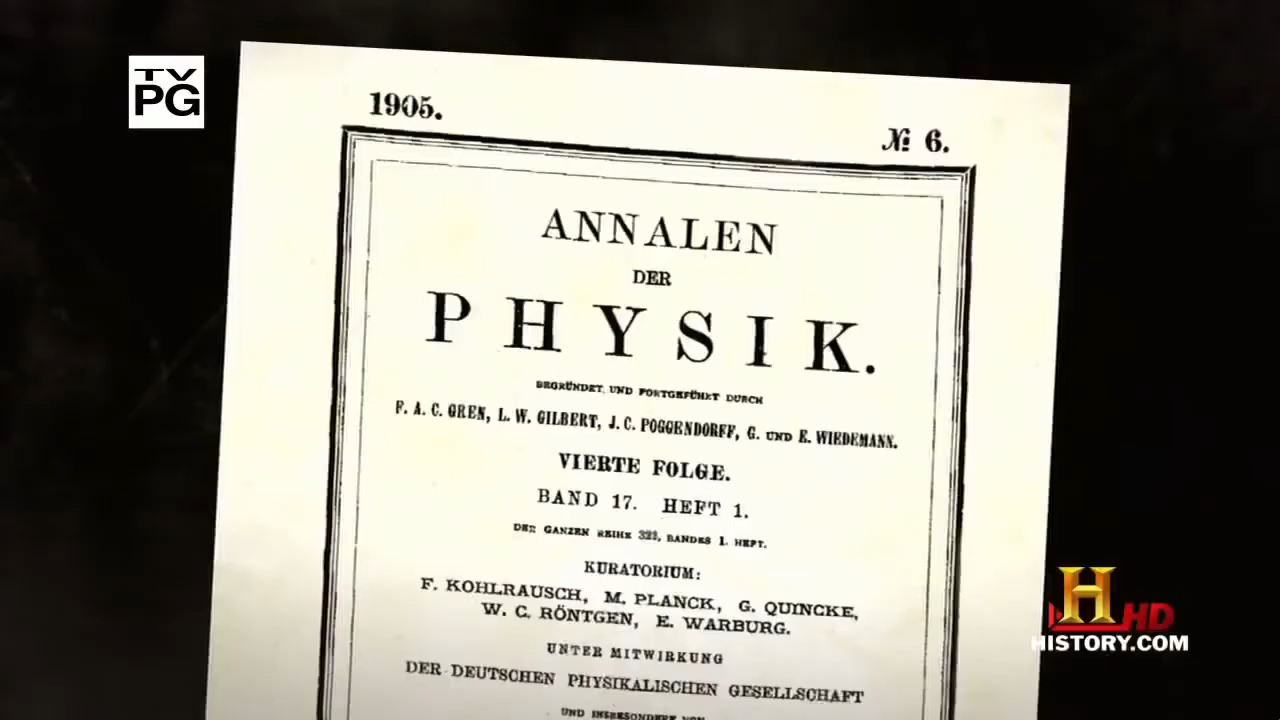 TV
PG
1905.
№ 6.
ANNALEN
DER
PHYSIK.
BEGRÜNDET UND FORTGEFÜHRT DURCH
F. A. C. GREN, L. W. GILBERT, J. C. POGGENDORFF, G. UND E. WIEDEMANN.
VIERTE FOLGE.
BAND 17. HEFT 1.
DER GANZEN REIHE 322, BANDES 1. HEFT.
KURATORIUM:
F. KOHLRAUSCH, M. PLANCK, G. QUINCKE,
W. C. RÖNTGEN, E. WARBURG.
UNTER MITWIRKUNG
DER DEUTSCHEN PHYSIKALISCHEN GESELLSCHAFT
UND INSBESONDERE VON
H HD
HISTORY.COM